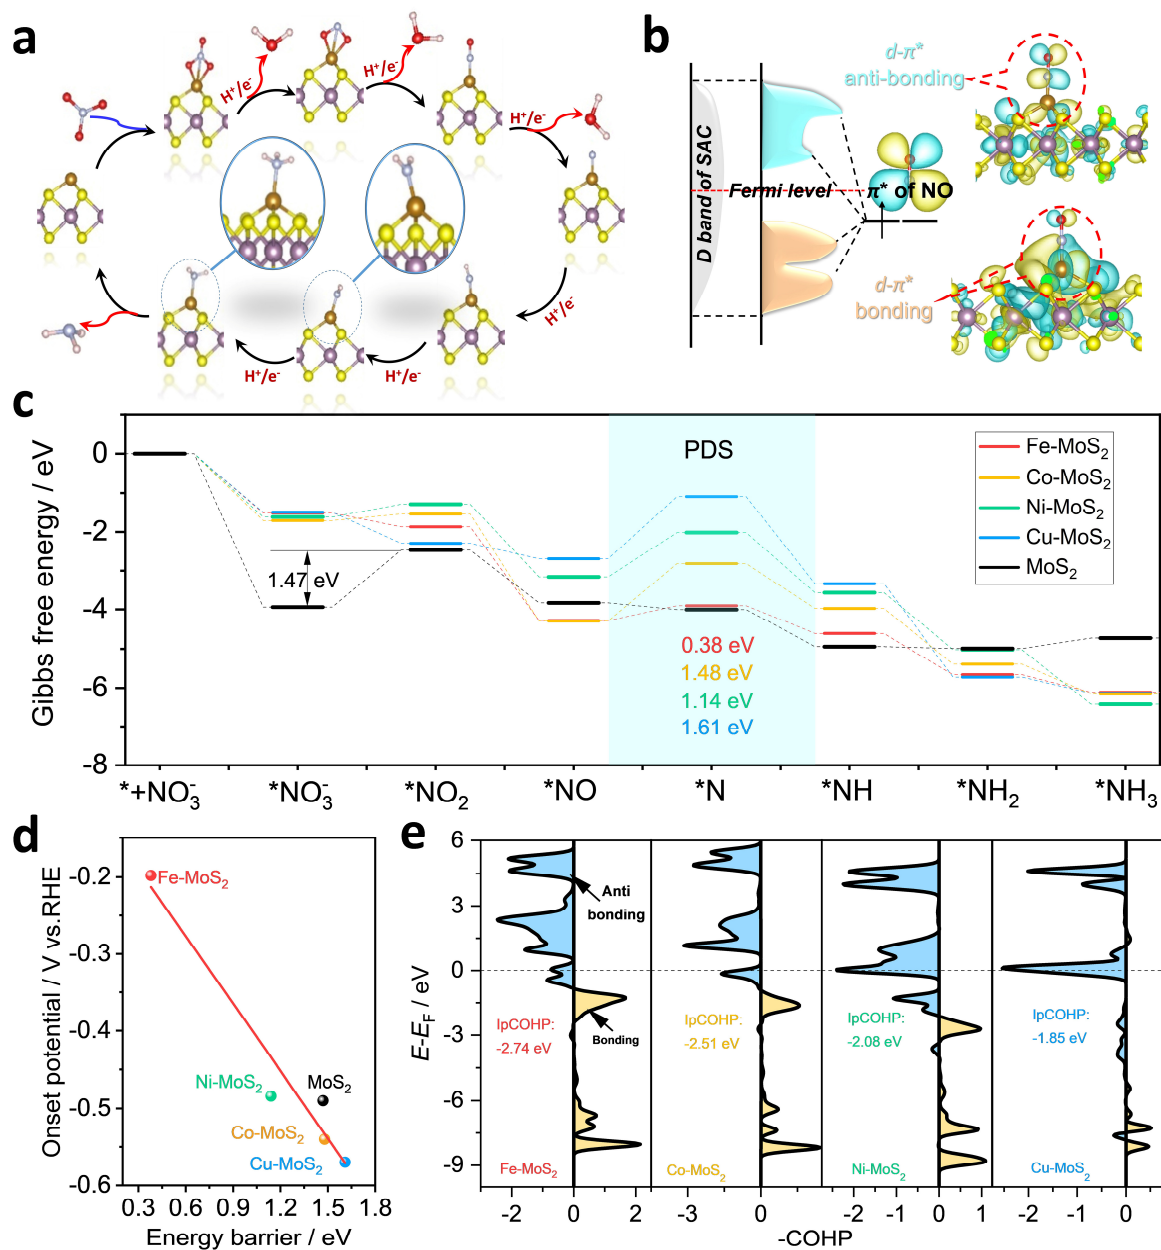 a
H⁺/e⁻
H⁺/e⁻
H⁺/e⁻
H⁺/e⁻
H⁺/e⁻
H⁺/e⁻
b
d-π*
anti-bonding
D band of SAC
Fermi level
π* of NO
d-π*
bonding
c
Gibbs free energy / eV
0
-2
-4
-6
-8
PDS
1.47 eV
0.38 eV
1.48 eV
1.14 eV
1.61 eV
Fe-MoS₂
Co-MoS₂
Ni-MoS₂
Cu-MoS₂
MoS₂
*+NO₃⁻
*NO₃⁻
*NO₂
*NO
*N
*NH
*NH₂
*NH₃
d
Onset potential / V vs.RHE
-0.2
-0.3
-0.4
-0.5
-0.6
Fe-MoS₂
Ni-MoS₂
MoS₂
Co-MoS₂
Cu-MoS₂
0.3 0.6 0.9 1.2 1.5 1.8
Energy barrier / eV
e
E-E_F / eV
6
3
0
-3
-6
-9
Anti
bonding
Bonding
IpCOHP:
-2.74 eV
Fe-MoS₂
IpCOHP:
-2.51 eV
Co-MoS₂
IpCOHP:
-2.08 eV
Ni-MoS₂
IpCOHP:
-1.85 eV
Cu-MoS₂
-2 0 2 -3 0 -2 -1 0 1 -2 -1 0
-COHP